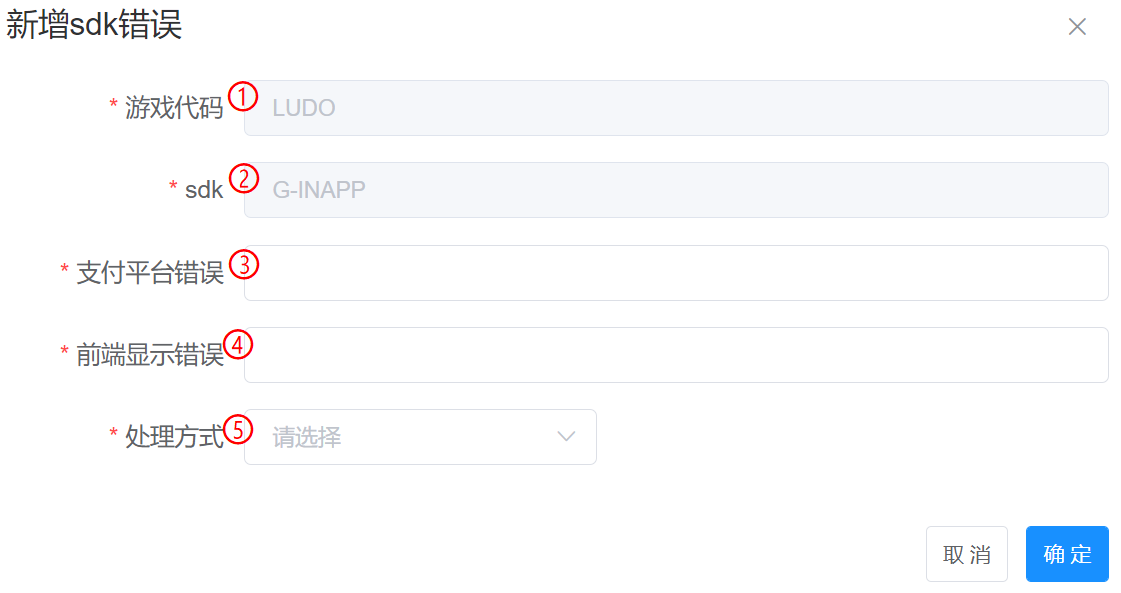 新增sdk错误
* 游戏代码 ① LUDO
* sdk ② G-INAPP
* 支付平台错误 ③
* 前端显示错误 ④
* 处理方式 ⑤ 请选择
取消 确定